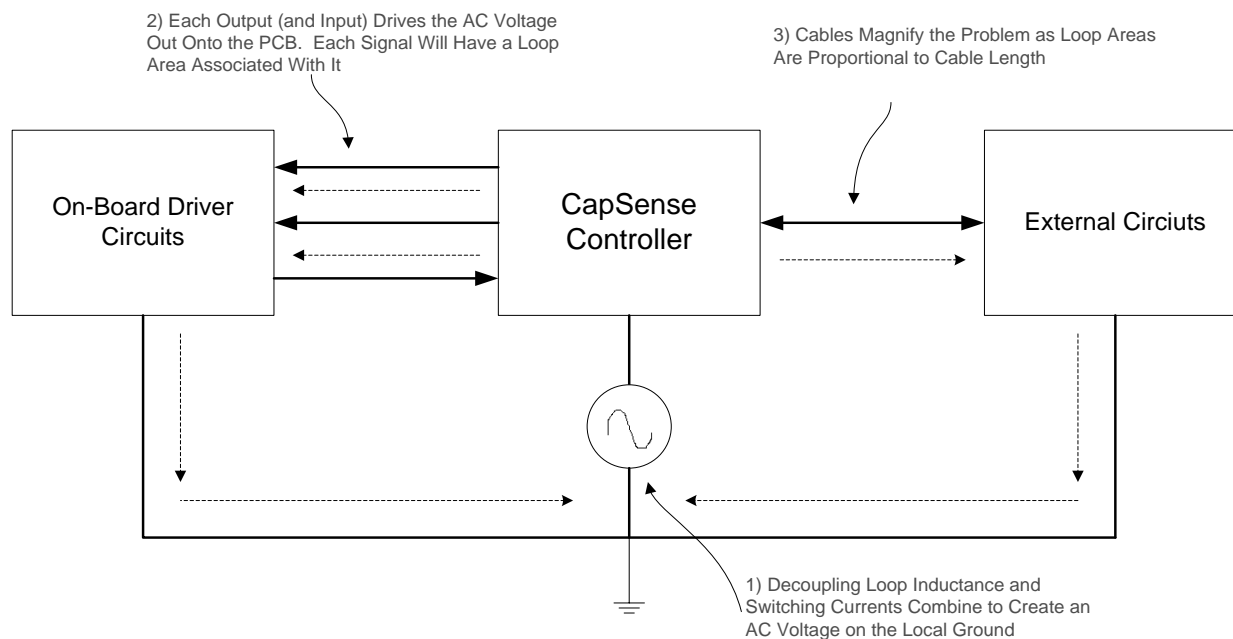 2) Each Output (and Input) Drives the AC Voltage
Out Onto the PCB.  Each Signal Will Have a Loop
Area Associated With It
3) Cables Magnify the Problem as Loop Areas
Are Proportional to Cable Length
On-Board Driver
Circuits
CapSense
Controller
External Circiuts
1) Decoupling Loop Inductance and
Switching Currents Combine to Create an
AC Voltage on the Local Ground